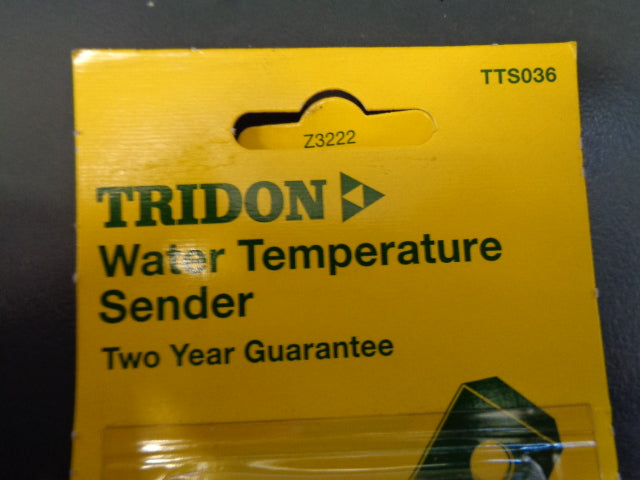 TTS036
Z3222
TRIDON
Water Temperature
Sender
Two Year Guarantee